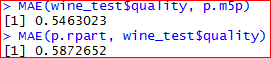 > MAE(wine_test$quality, p.m5p)
[1] 0.5463023
> MAE(p.rpart, wine_test$quality)
[1] 0.5872652